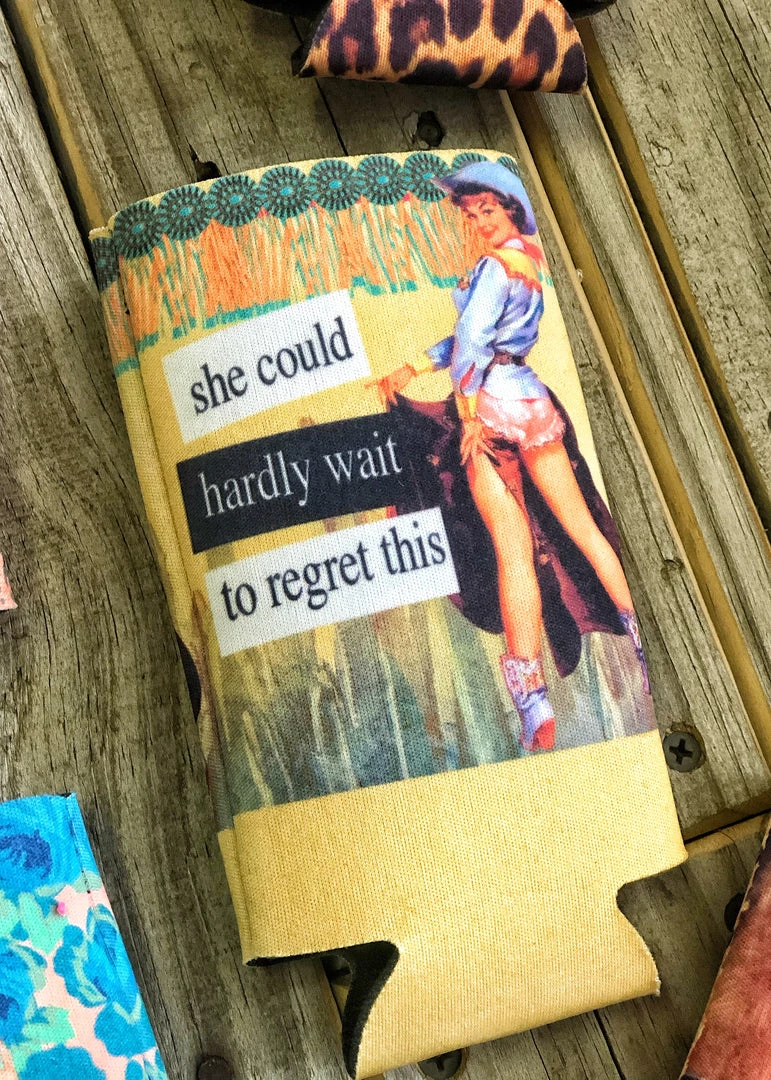 she could
hardly wait
to regret this